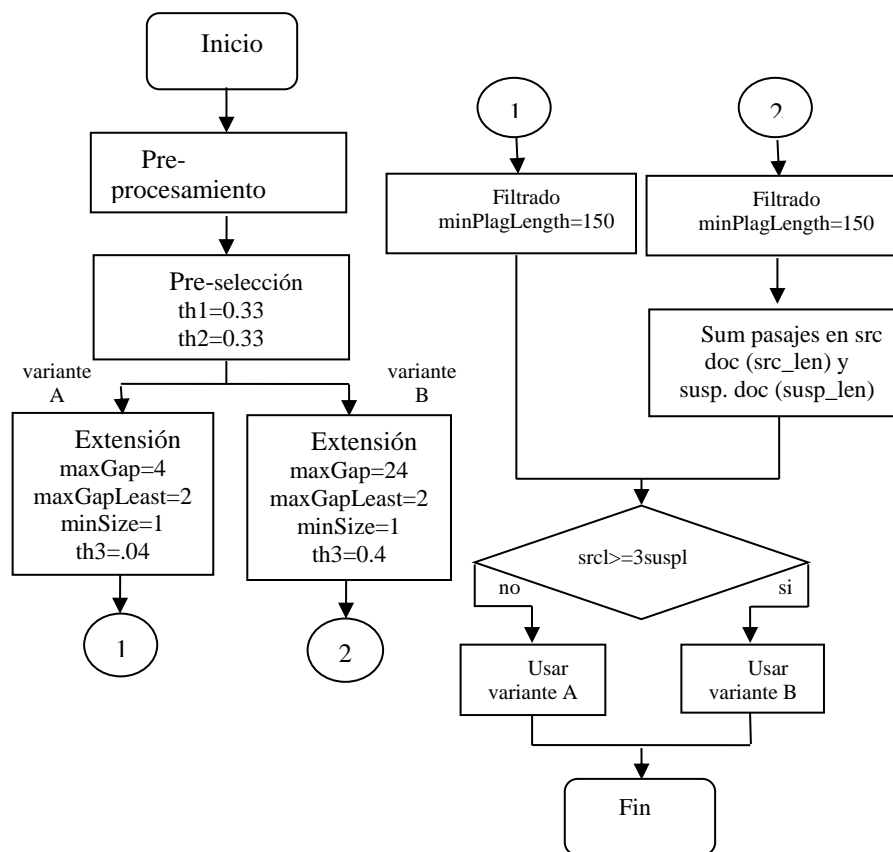 Inicio
Pre-
procesamiento
Pre-selección
th1=0.33
th2=0.33
variante
A
variante
B
Extensión
maxGap=4
maxGapLeast=2
minSize=1
th3=.04
Extensión
maxGap=24
maxGapLeast=2
minSize=1
th3=0.4
1
2
1
2
Filtrado
minPlagLength=150
Filtrado
minPlagLength=150
Sum pasajes en src
doc (src_len) y
susp. doc (susp_len)
srcl>=3suspl
no
si
Usar
variante A
Usar
variante B
Fin